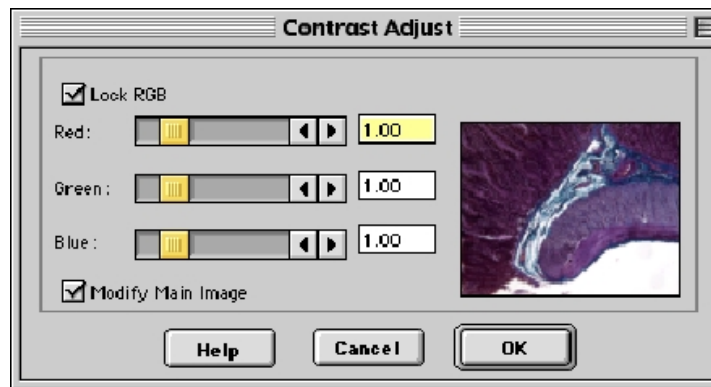 Contrast Adjust
Lock RGB
Red: 1.00
Green: 1.00
Blue: 1.00
Modify Main Image
Help Cancel OK